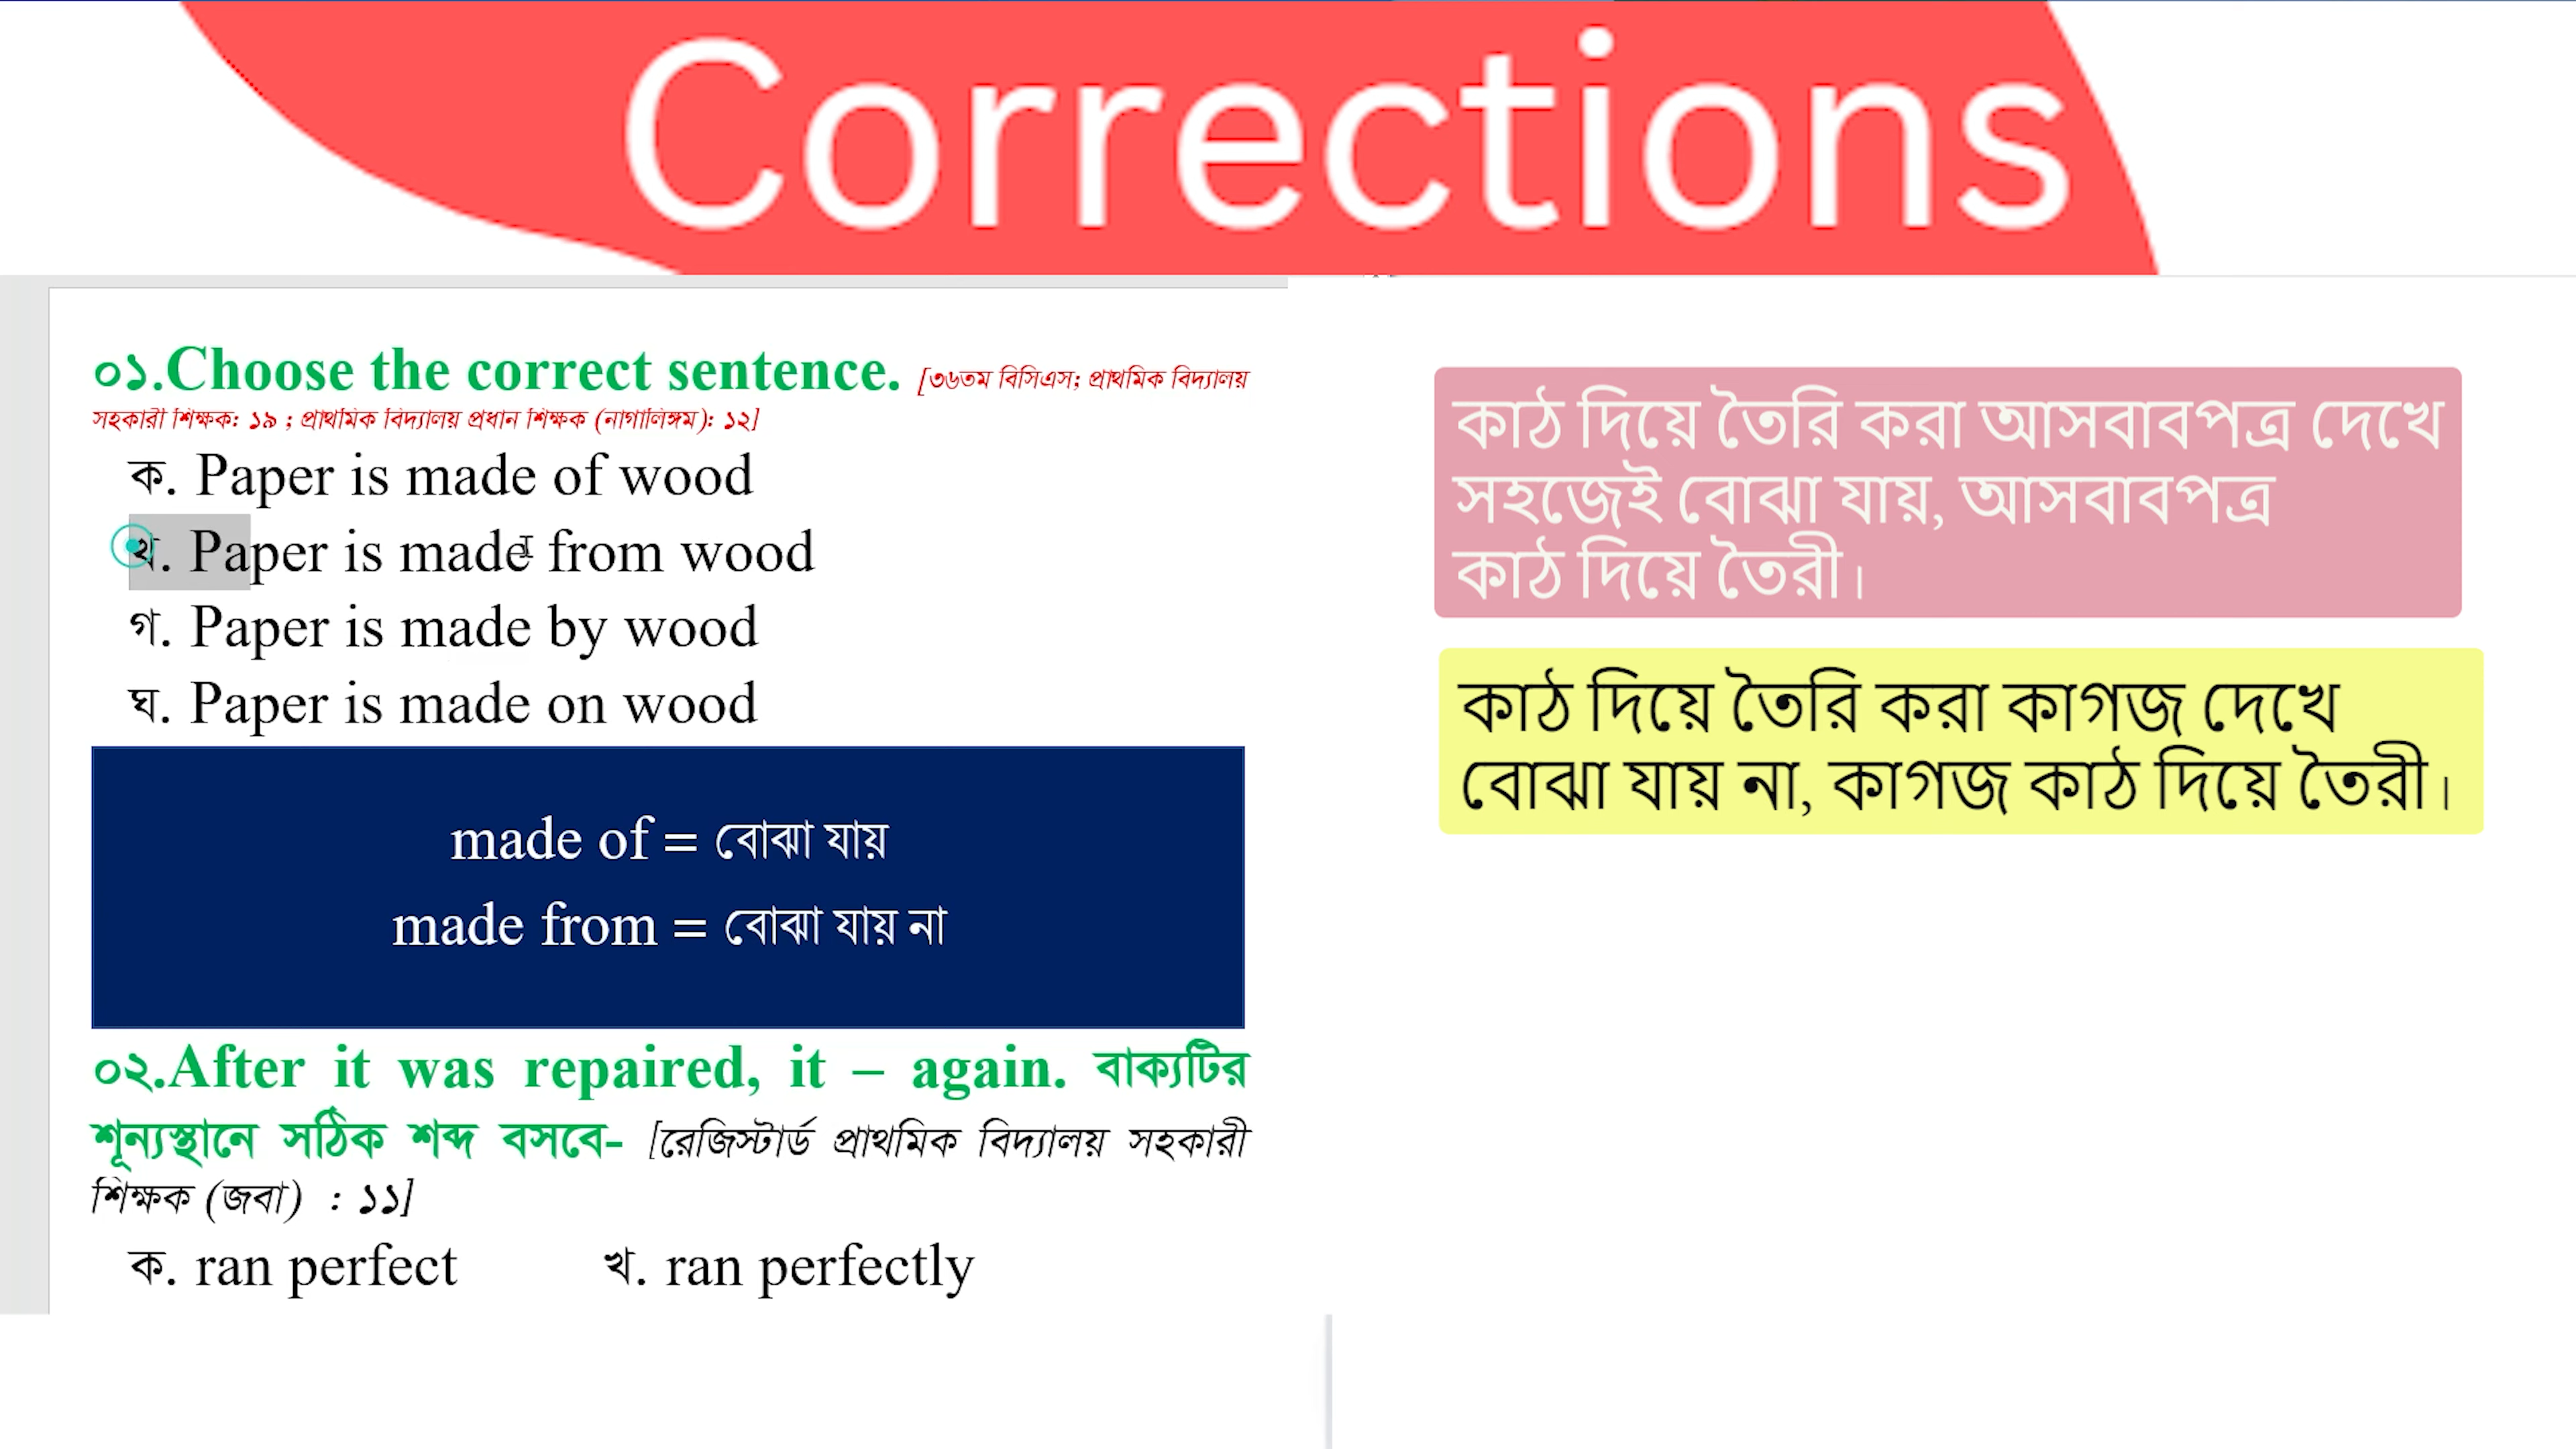 Corrections
০১.Choose the correct sentence. [৩৬তম বিসিএস; প্রাথমিক বিদ্যালয়
সহকারী শিক্ষক: ১৯ ; প্রাথমিক বিদ্যালয় প্রধান শিক্ষক (নাগালিঙ্গম): ১২]
ক. Paper is made of wood
খ. Paper is made from wood
গ. Paper is made by wood
ঘ. Paper is made on wood
made of = বোঝা যায়
made from = বোঝা যায় না
০২.After it was repaired, it – again. বাক্যটির
শূন্যস্থানে সঠিক শব্দ বসবে- [রেজিস্টার্ড প্রাথমিক বিদ্যালয় সহকারী
শিক্ষক (জবা) : ১১]
ক. ran perfect খ. ran perfectly
কাঠ দিয়ে তৈরি করা আসবাবপত্র দেখে
সহজেই বোঝা যায়, আসবাবপত্র
কাঠ দিয়ে তৈরী।
কাঠ দিয়ে তৈরি করা কাগজ দেখে
বোঝা যায় না, কাগজ কাঠ দিয়ে তৈরী।